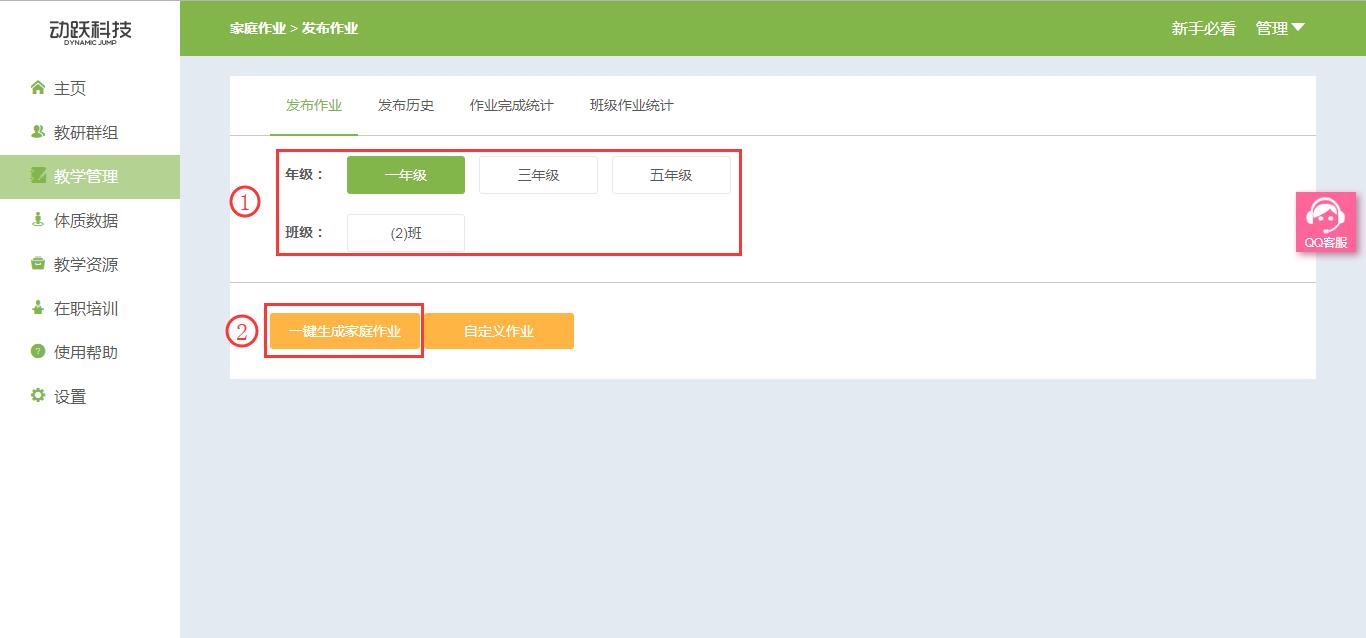 动跃科技
DYNAMIC JUMP
家庭作业 > 发布作业
新手必看 管理
主页
教研群组
教学管理
体质数据
教学资源
在职培训
使用帮助
设置
发布作业 发布历史 作业完成统计 班级作业统计
① 年级： 一年级 三年级 五年级
班级： (2)班
② 一键生成家庭作业 自定义作业
QQ客服